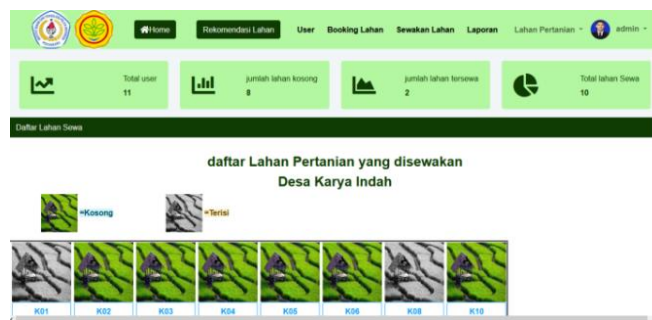 Home Rekomendasi Lahan User Booking Lahan Sewakan Lahan Laporan Lahan Pertanian admin
Total user
11
jumlah lahan kosong
8
jumlah lahan tersewa
2
Total lahan Sewa
10
Daftar Lahan Sewa
daftar Lahan Pertanian yang disewakan
Desa Karya Indah
=Kosong =Terisi
K01 K02 K03 K04 K05 K06 K08 K10